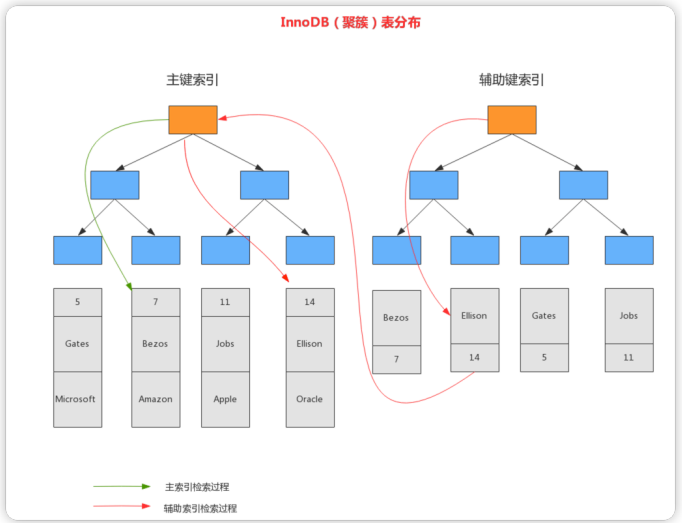 InnoDB（聚簇）表分布
主键索引
辅助键索引
5
Gates
Microsoft
7
Bezos
Amazon
11
Jobs
Apple
14
Ellison
Oracle
Bezos
7
Ellison
14
Gates
5
Jobs
11
主索引检索过程
辅助索引检索过程